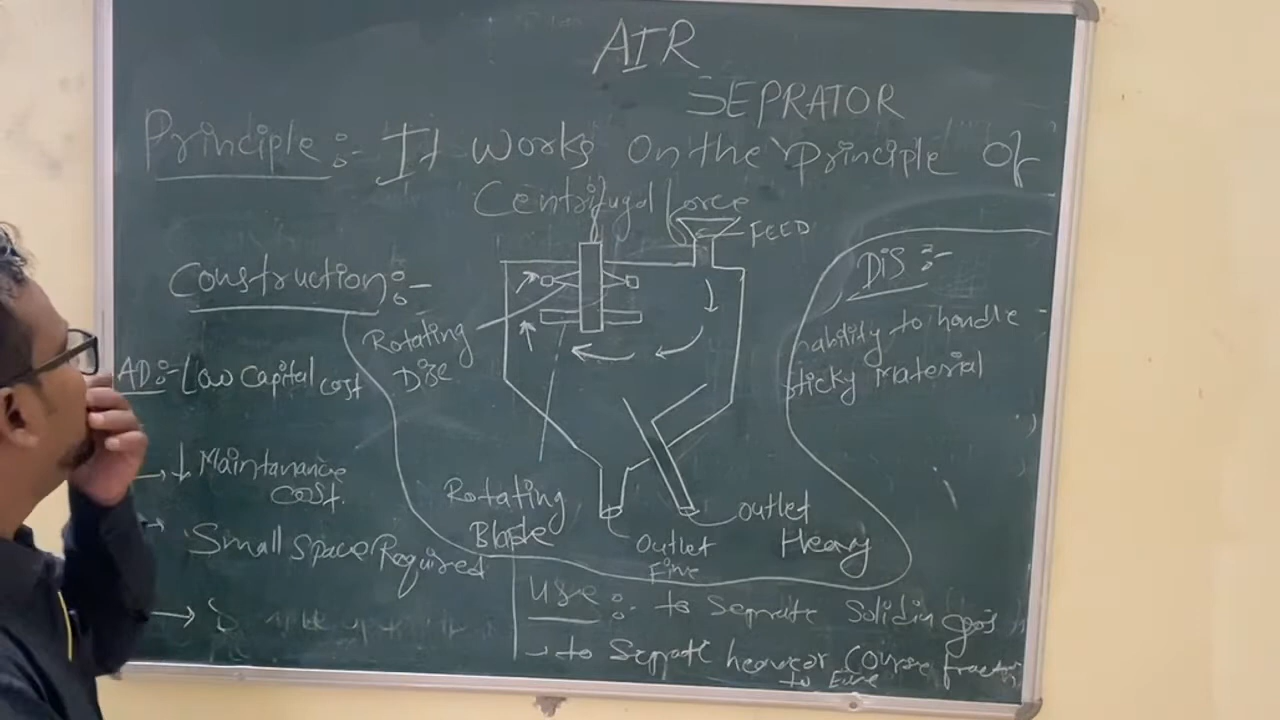 AIR
SEPRATOR
Principle:- It works on the principle of
Centrifugal force
FEED
Construction:-
DIS:-
Rotating
Disc
nability to handle
sticky Material
AD:- Low Capital cost
→ ↓ Maintanance
cost.
Rotating
Blade
outlet
Heavy
Small space Required
outlet
Fine
→ S
Use:- to Seprate Solid in gas
→ to Seprate heavear course fraction
to Fine